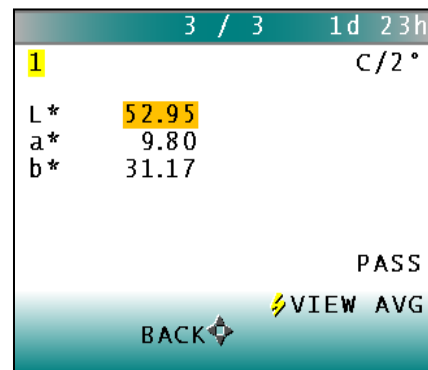 3 / 3 1d 23h
1 C/2°
L* 52.95
a* 9.80
b* 31.17
PASS
VIEW AVG
BACK